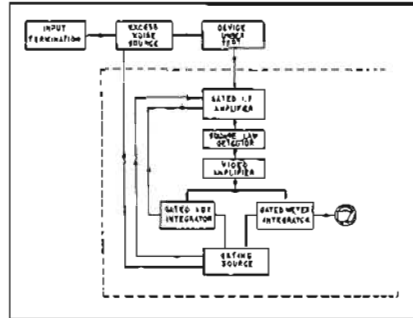 INPUT
TERMINATION
EXCESS
NOISE
SOURCE
DEVICE
UNDER
TEST
GATED I.F
AMPLIFIER
SQUARE LAW
DETECTOR
VIDEO
AMPLIFIER
GATED AGC
INTEGRATOR
GATED METER
INTEGRATOR
GATING
SOURCE